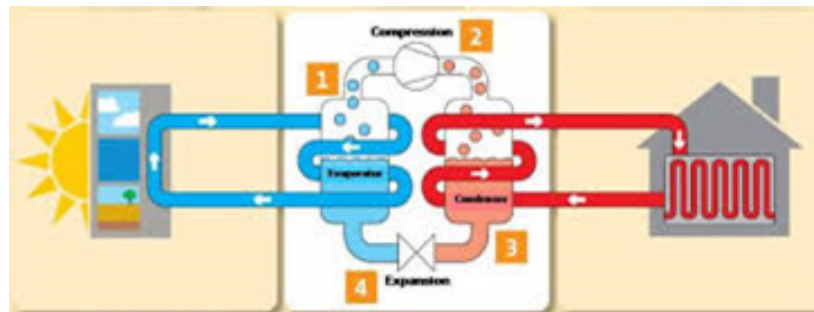 Compression
2
1
Evaporator
Condenser
3
4
Expansion